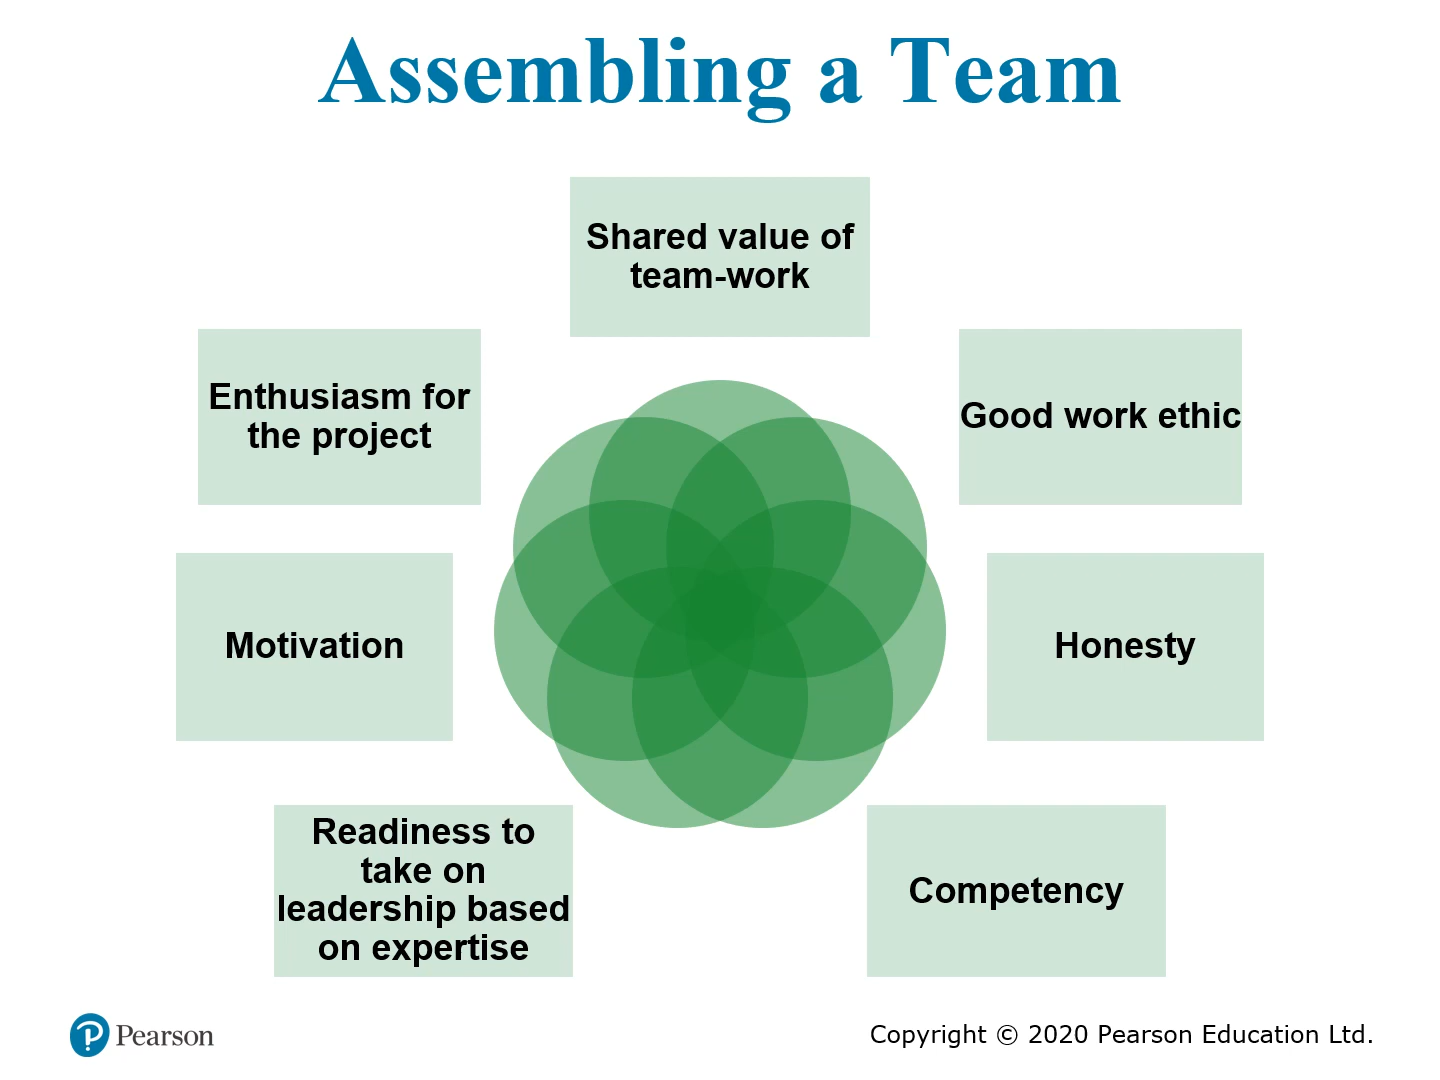 Assembling a Team
Shared value of
team-work
Good work ethic
Honesty
Competency
Readiness to
take on
leadership based
on expertise
Motivation
Enthusiasm for
the project
Pearson
Copyright © 2020 Pearson Education Ltd.